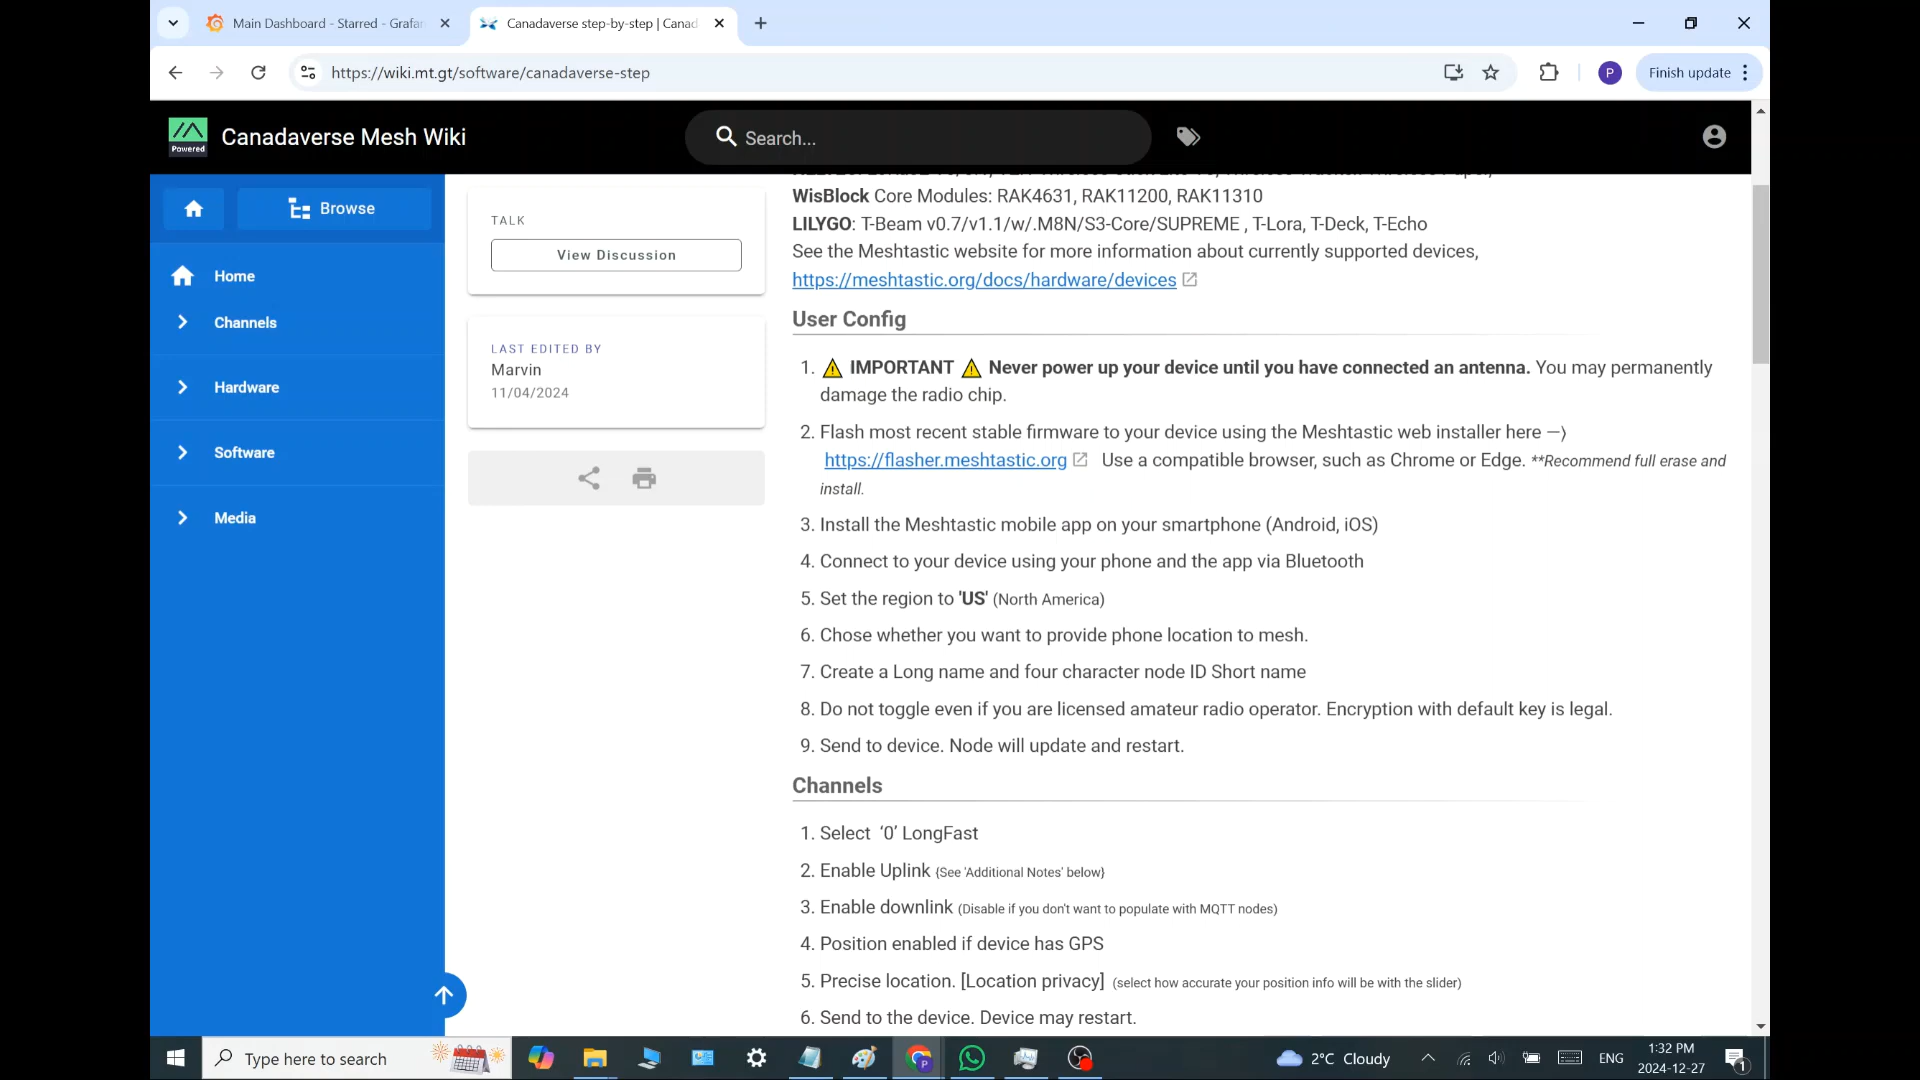 Main Dashboard - Starred - Grafan
Canadaverse step-by-step | Canad
https://wiki.mt.gt/software/canadaverse-step
P
Finish update
Powered
Canadaverse Mesh Wiki
Search...
Browse
Home
Channels
Hardware
Software
Media
TALK
View Discussion
LAST EDITED BY
Marvin
11/04/2024
WisBlock Core Modules: RAK4631, RAK11200, RAK11310
LILYGO: T-Beam v0.7/v1.1/w/.M8N/S3-Core/SUPREME , T-Lora, T-Deck, T-Echo
See the Meshtastic website for more information about currently supported devices,
https://meshtastic.org/docs/hardware/devices
User Config
1. ⚠ IMPORTANT ⚠ Never power up your device until you have connected an antenna. You may permanently
damage the radio chip.
2. Flash most recent stable firmware to your device using the Meshtastic web installer here —⟩
https://flasher.meshtastic.org Use a compatible browser, such as Chrome or Edge. **Recommend full erase and
install.
3. Install the Meshtastic mobile app on your smartphone (Android, iOS)
4. Connect to your device using your phone and the app via Bluetooth
5. Set the region to 'US' (North America)
6. Chose whether you want to provide phone location to mesh.
7. Create a Long name and four character node ID Short name
8. Do not toggle even if you are licensed amateur radio operator. Encryption with default key is legal.
9. Send to device. Node will update and restart.
Channels
1. Select ‘0’ LongFast
2. Enable Uplink {See 'Additional Notes' below}
3. Enable downlink (Disable if you don't want to populate with MQTT nodes)
4. Position enabled if device has GPS
5. Precise location. [Location privacy] (select how accurate your position info will be with the slider)
6. Send to the device. Device may restart.
Type here to search
2°C Cloudy
ENG
1:32 PM
2024-12-27
1